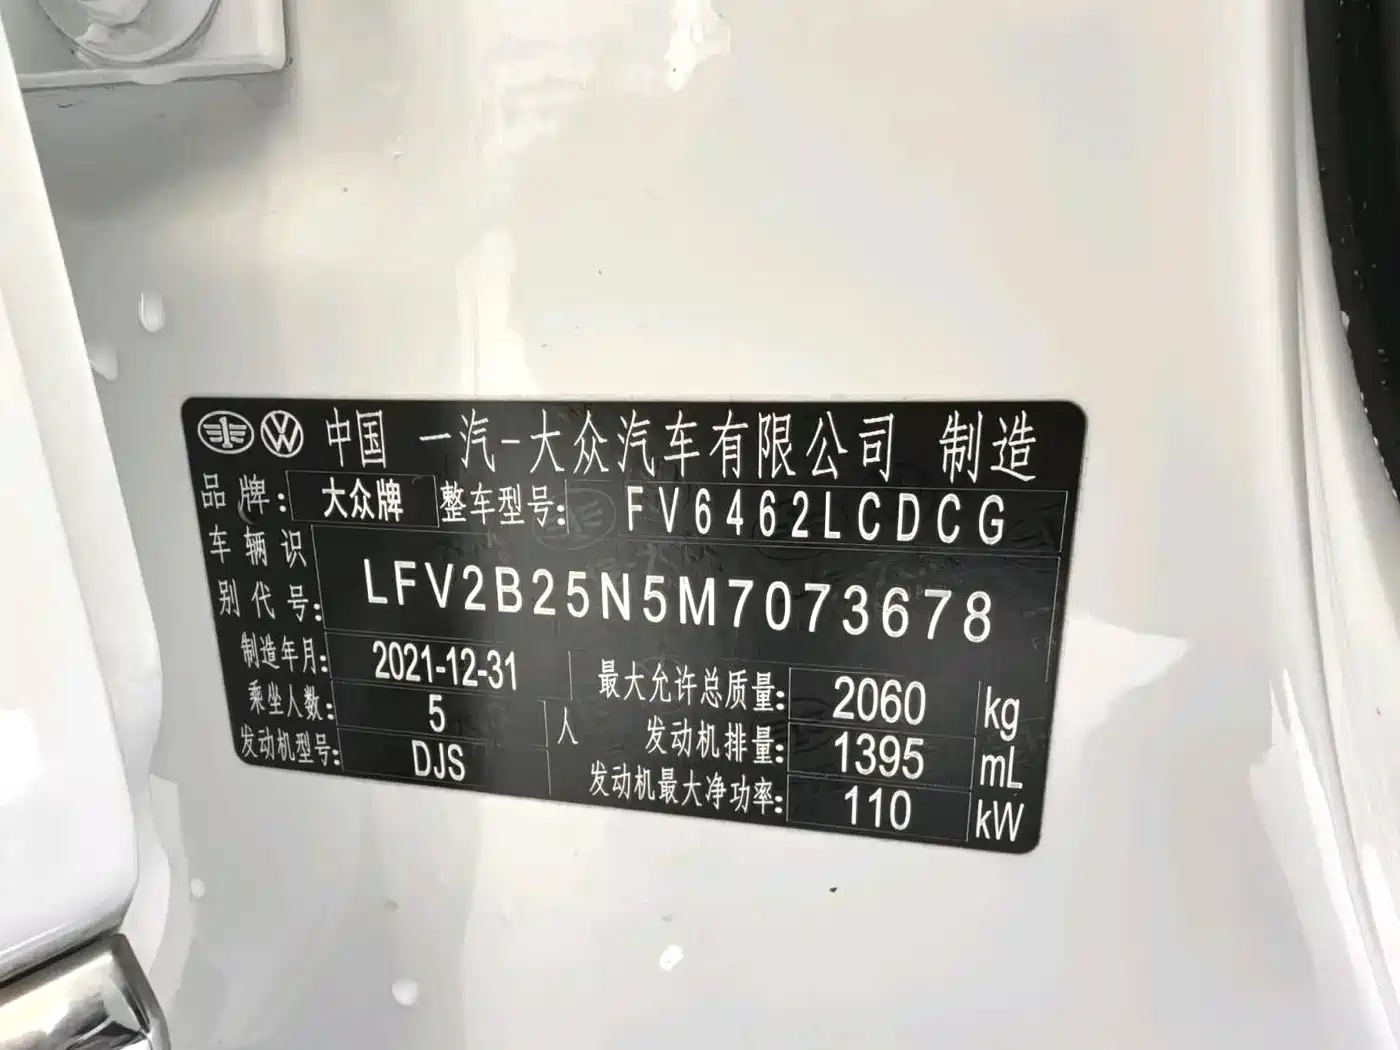 中国 一汽-大众汽车有限公司 制造
品牌: 大众牌 整车型号: FV6462LCDCG
车辆识别代号: LFV2B25N5M7073678
制造年月: 2021-12-31 最大允许总质量: 2060 kg
乘坐人数: 5 人 发动机排量: 1395 mL
发动机型号: DJS 发动机最大净功率: 110 kW